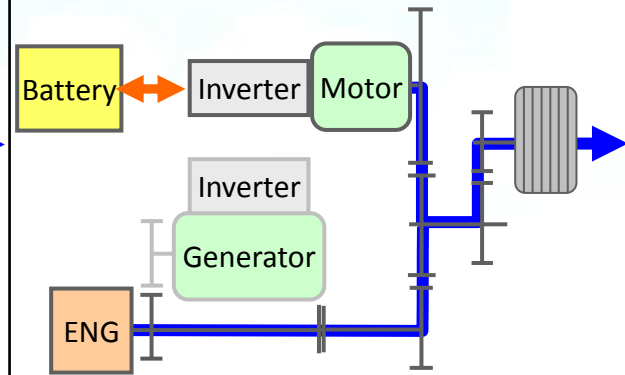 Battery
Inverter
Motor
Inverter
Generator
ENG